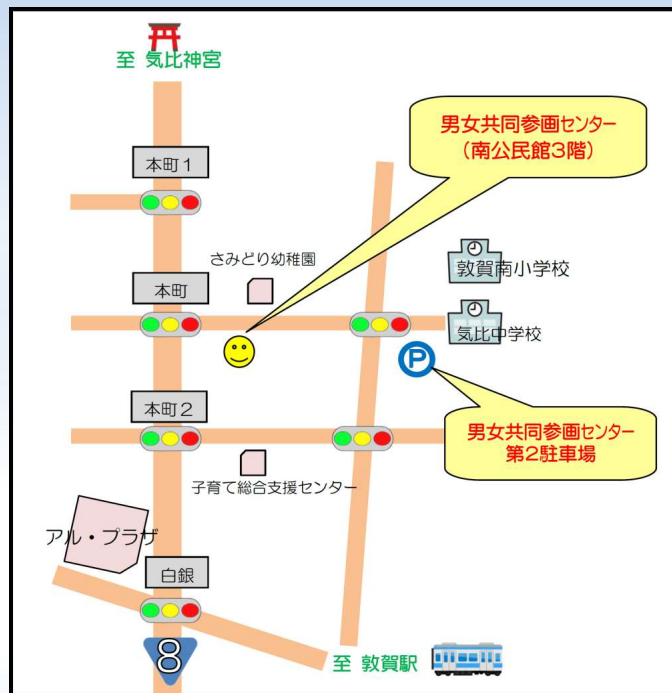 至 気比神宮
男女共同参画センター
(南公民館3階)
本町1
さみどり幼稚園
敦賀南小学校
本町
気比中学校
P
本町2
男女共同参画センター
第2駐車場
子育て総合支援センター
アル・プラザ
白銀
8
至 敦賀駅